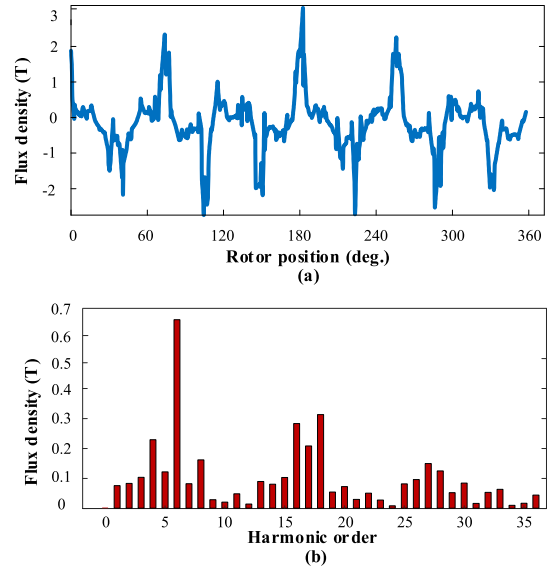 3
2
1
0
-1
-2
Flux density (T)
0 60 120 180 240 300 360
Rotor position (deg.)
(a)
0.7
0.6
0.5
0.4
0.3
0.2
0.1
0
Flux density (T)
0 5 10 15 20 25 30 35
Harmonic order
(b)